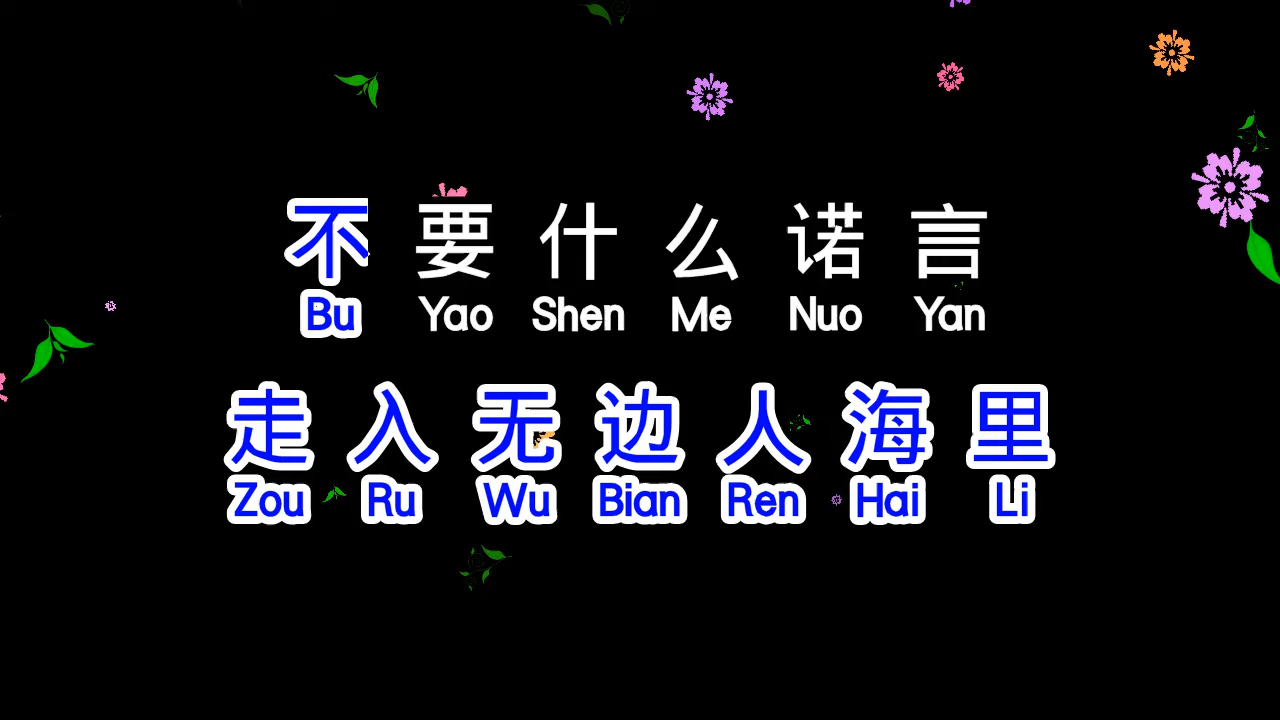 不 要 什 么 诺 言
Bu Yao Shen Me Nuo Yan
走 入 无 边 人 海 里
Zou Ru Wu Bian Ren Hai Li